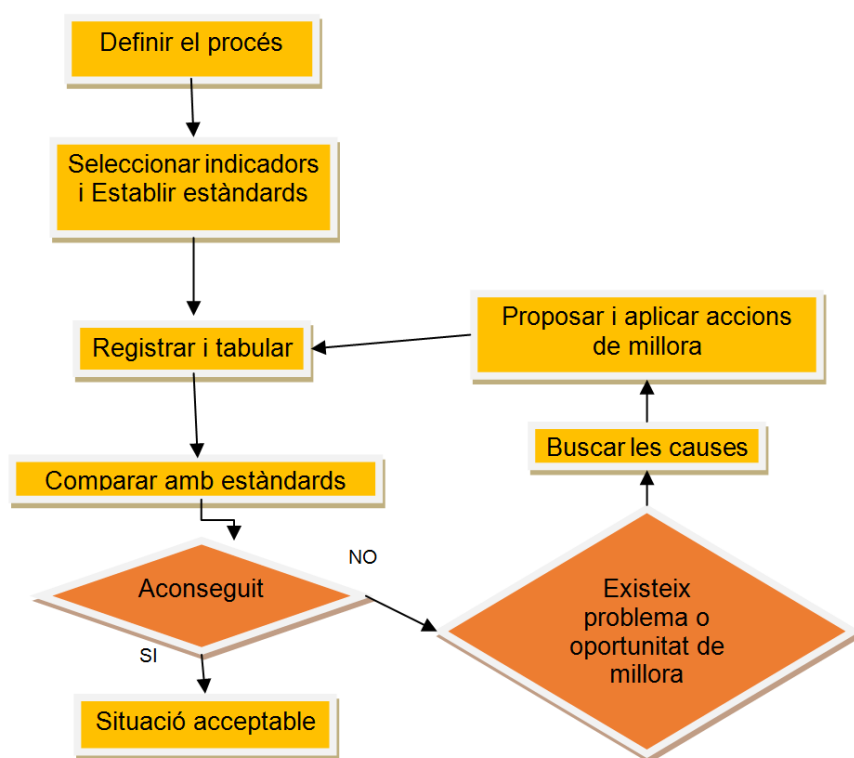 Definir el procés
Seleccionar indicadors
i Establir estàndards
Registrar i tabular
Proposar i aplicar accions
de millora
Buscar les causes
Comparar amb estàndards
Aconseguit
NO
SI
Existeix
problema o
oportunitat de
millora
Situació acceptable